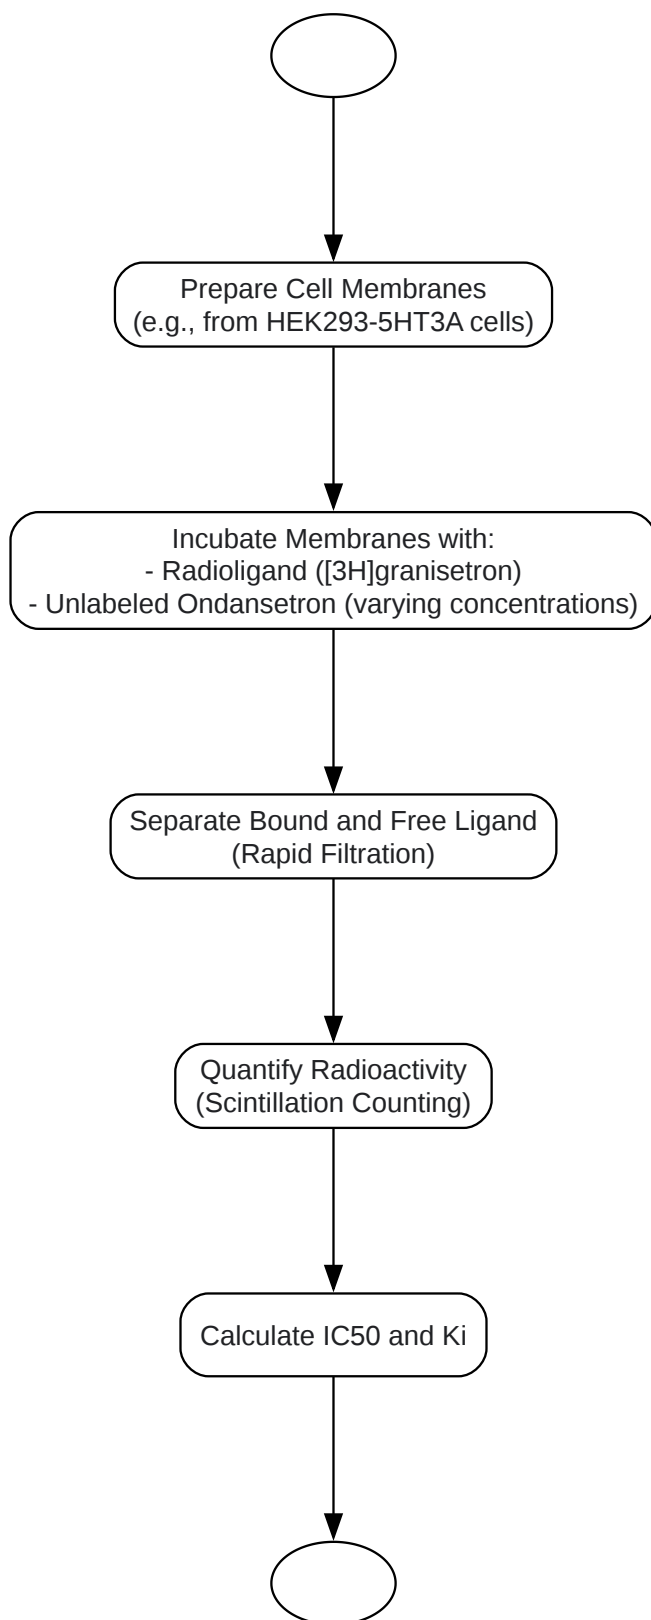 Prepare Cell Membranes
(e.g., from HEK293-5HT3A cells)
Incubate Membranes with:
- Radioligand ([3H]granisetron)
- Unlabeled Ondansetron (varying concentrations)
Separate Bound and Free Ligand
(Rapid Filtration)
Quantify Radioactivity
(Scintillation Counting)
Calculate IC50 and Ki